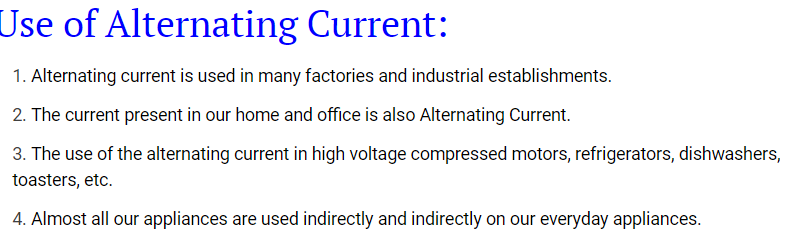 Use of Alternating Current:
1. Alternating current is used in many factories and industrial establishments.
2. The current present in our home and office is also Alternating Current.
3. The use of the alternating current in high voltage compressed motors, refrigerators, dishwashers,
toasters, etc.
4. Almost all our appliances are used indirectly and indirectly on our everyday appliances.